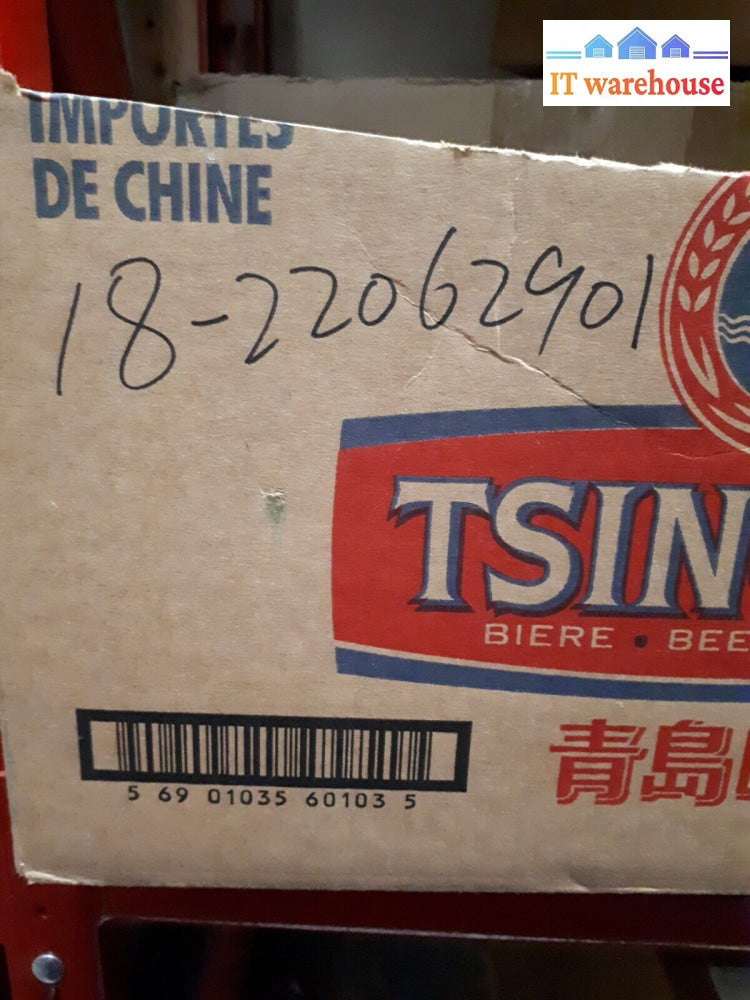 IT warehouse
IMPORTES
DE CHINE
18-22062901
TSIN
BIERE • BEE
5 69 01035 60103 5
青島